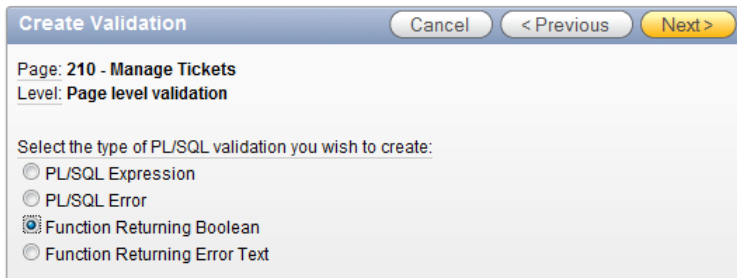 Create Validation Cancel < Previous Next >
Page: 210 - Manage Tickets
Level: Page level validation
Select the type of PL/SQL validation you wish to create:
PL/SQL Expression
PL/SQL Error
Function Returning Boolean
Function Returning Error Text